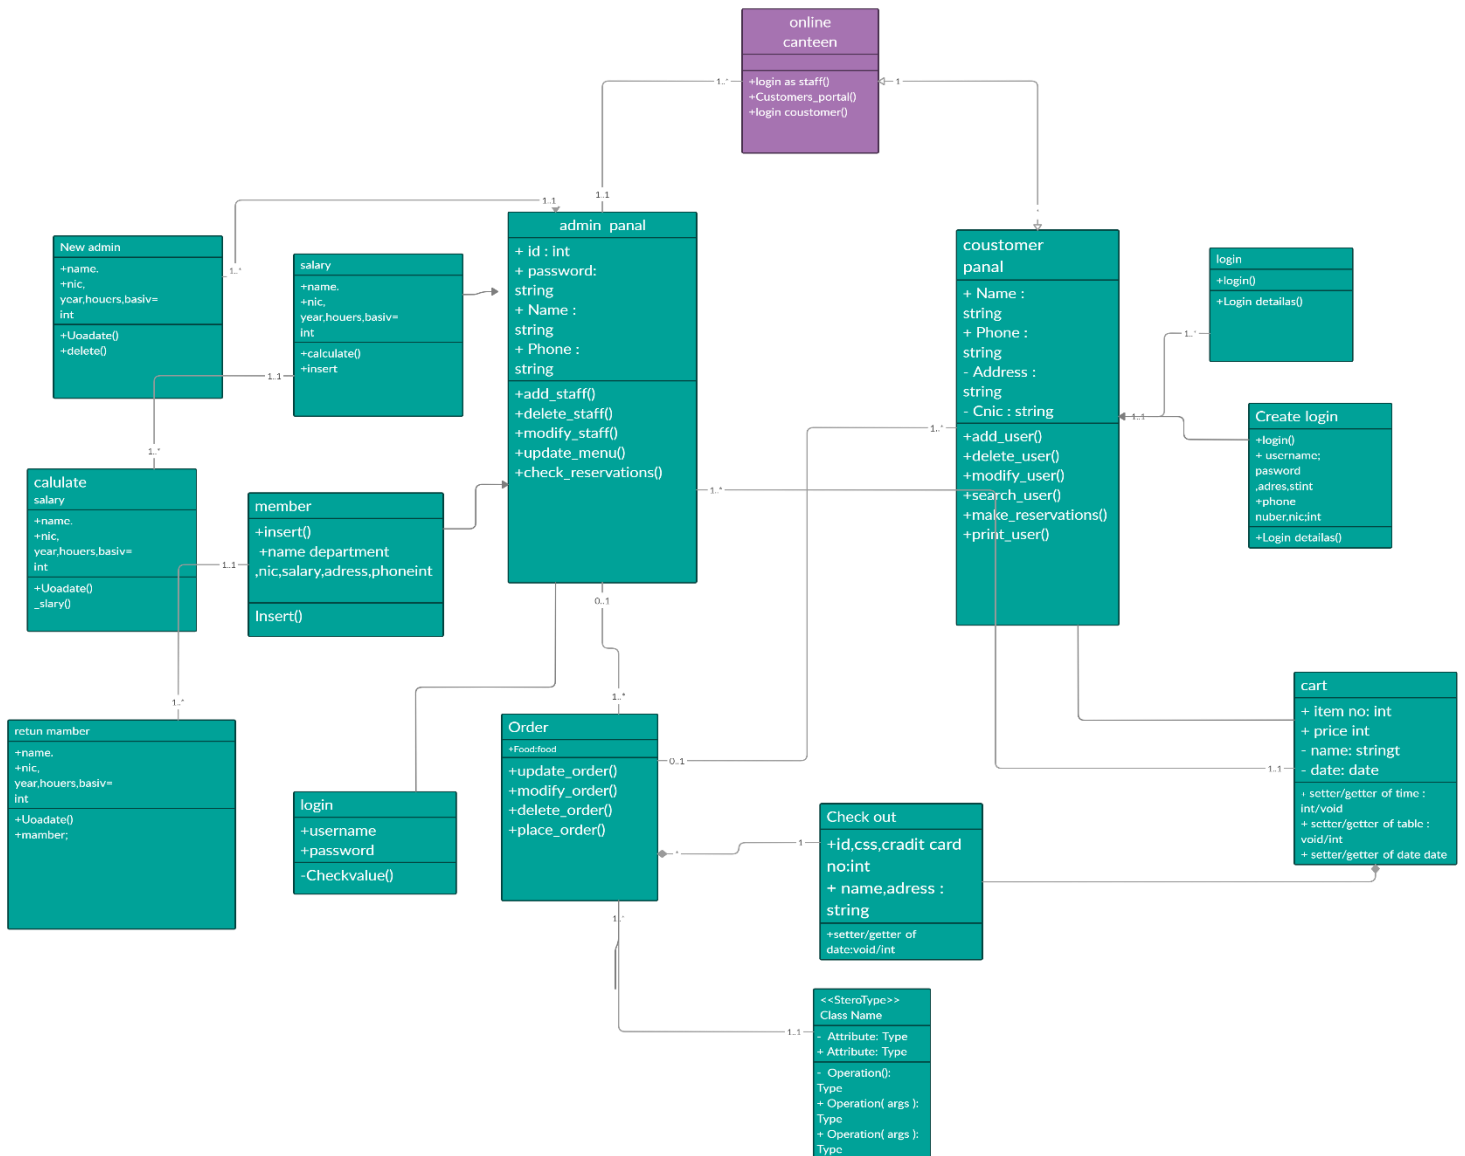 online
canteen
+login as staff()
+Customers_portal()
+login coustomer()
1..*
1
1..1
*
admin panal
+ id : int
+ password:
string
+ Name :
string
+ Phone :
string
+add_staff()
+delete_staff()
+modify_staff()
+update_menu()
+check_reservations()
1..1
1..*
New admin
+name.
+nic,
year,houers,basiv=
int
+Uoadate()
+delete()
salary
+name.
+nic,
year,houers,basiv=
int
+calculate()
+insert
1..1
1..*
calulate
salary
+name.
+nic,
year,houers,basiv=
int
+Uoadate()
_slary()
member
+insert()
+name department
,nic,salary,adress,phoneint
Insert()
1..1
1..*
retun mamber
+name.
+nic,
year,houers,basiv=
int
+Uoadate()
+mamber;
login
+username
+password
-Checkvalue()
0..1
1..*
Order
+Food:food
+update_order()
+modify_order()
+delete_order()
+place_order()
0..1
1..*
1..*
1..1
*
1
1..*
1..1
coustomer
panal
+ Name :
string
+ Phone :
string
- Address :
string
- Cnic : string
+add_user()
+delete_user()
+modify_user()
+search_user()
+make_reservations()
+print_user()
login
+login()
+Login detailas()
1..*
1..1
Create login
+login()
+ username;
pasword
,adres,stint
+phone
nuber,nic;int
+Login detailas()
cart
+ item no: int
+ price int
- name: stringt
- date: date
+ setter/getter of time :
int/void
+ setter/getter of table :
void/int
+ setter/getter of date date
Check out
+id,css,cradit card
no:int
+ name,adress :
string
+setter/getter of
date:void/int
<<SteroType>>
Class Name
- Attribute: Type
+ Attribute: Type
- Operation():
Type
+ Operation( args ):
Type
+ Operation( args ):
Type